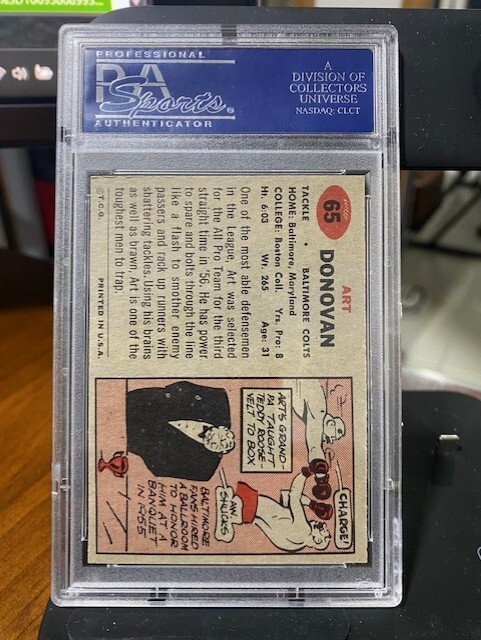 PROFESSIONAL
PSA
Sports
AUTHENTICATOR
A
DIVISION OF
COLLECTORS
UNIVERSE
NASDAQ: CLCT
65
ART
DONOVAN
TACKLE • BALTIMORE COLTS
HOME: Baltimore, Maryland
COLLEGE: Boston Coll. Yrs. Pro: 8
Ht. 6.03 Wt. 265 Age: 31
One of the most able defensemen
in the League, Art was selected
for the All Pro Team for the third
straight time in '56. He has power
to spare and bolts through the line
like a flash to smother enemy
passers and rack up runners with
shattering tackles. Using his brains
as well as brawn, Art is one of the
toughest men to trap.
©T.C.G. PRINTED IN U.S.A.
CHARGE!
ART'S GRAND-
PA TAUGHT
TEDDY ROOSE-
VELT TO BOX
AW
SHUCKS
BALTIMORE
FANS HIRED
A BALLROOM
TO HONOR
HIM AT A
BANQUET
IN 1955